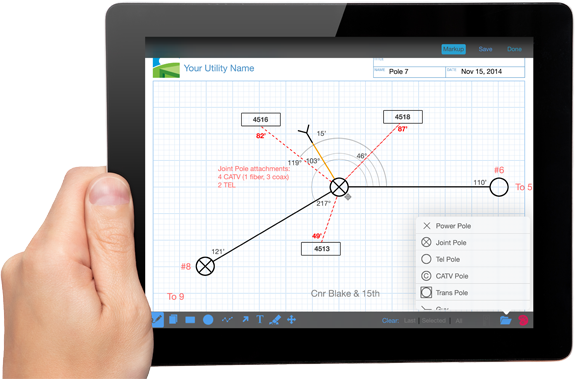 Markup Save Done
Your Utility Name
NAME Pole 7 DATE Nov 15, 2014
4516
4518
82'
15'
87'
119°
103°
46°
Joint Pole attachments:
4 CATV (1 fiber, 3 coax)
2 TEL
#6
110'
To 5
217°
49'
4513
121'
#8
To 9
Cnr Blake & 15th
Power Pole
Joint Pole
Tel Pole
CATV Pole
Trans Pole
Clear: Last | Selected | All
T